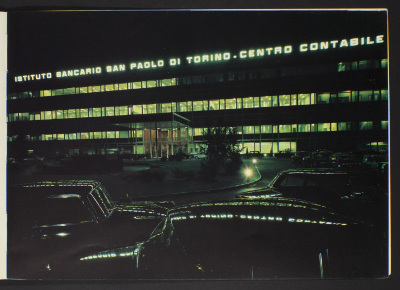 ISTITUTO BANCARIO SAN PAOLO DI TORINO - CENTRO CONTABILE